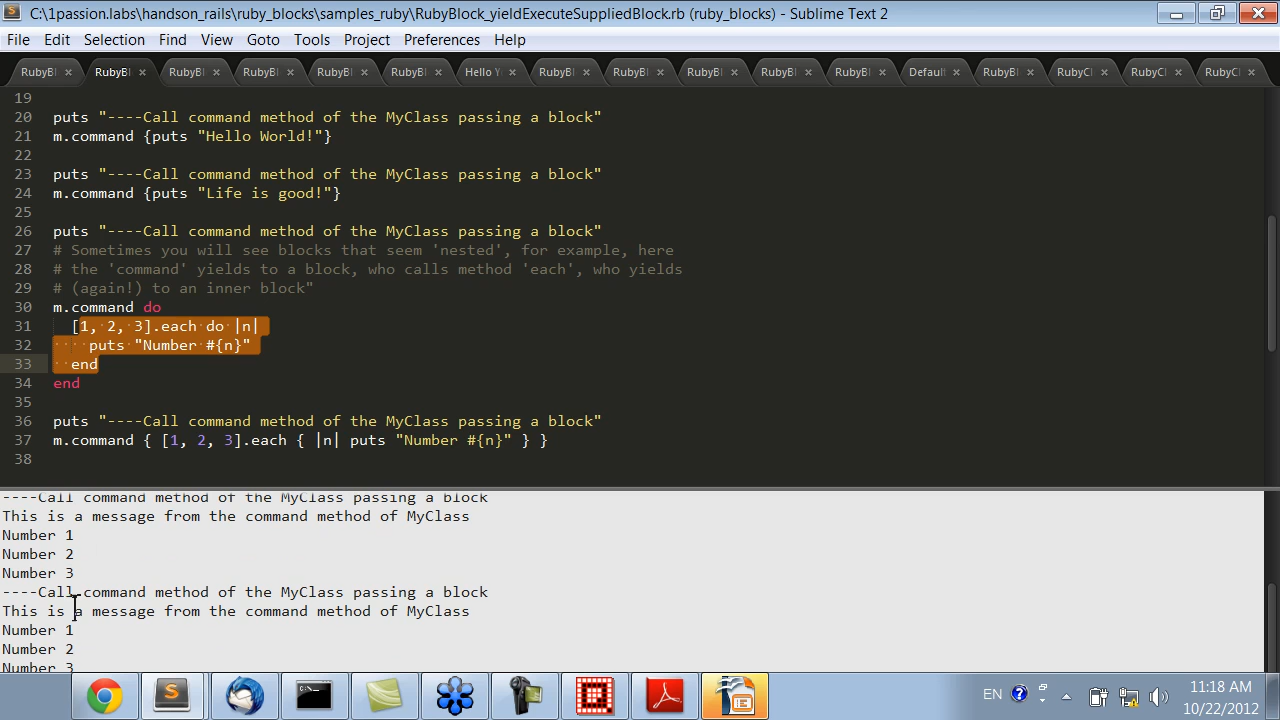 C:\1passion.labs\handson_rails\ruby_blocks\samples_ruby\RubyBlock_yieldExecuteSuppliedBlock.rb (ruby_blocks) - Sublime Text 2
File Edit Selection Find View Goto Tools Project Preferences Help
RubyBl RubyBl RubyBl RubyBl RubyBl RubyBl Hello Y RubyBl RubyBl RubyBl RubyBl RubyBl Defaul RubyBl RubyCl RubyCl RubyCl
19
20 puts "----Call command method of the MyClass passing a block"
21 m.command {puts "Hello World!"}
22
23 puts "----Call command method of the MyClass passing a block"
24 m.command {puts "Life is good!"}
25
26 puts "----Call command method of the MyClass passing a block"
27 # Sometimes you will see blocks that seem 'nested', for example, here
28 # the 'command' yields to a block, who calls method 'each', who yields
29 # (again!) to an inner block"
30 m.command do
31 [1, 2, 3].each do |n|
32 puts "Number #{n}"
33 end
34 end
35
36 puts "----Call command method of the MyClass passing a block"
37 m.command { [1, 2, 3].each { |n| puts "Number #{n}" } }
38
----Call command method of the MyClass passing a block
This is a message from the command method of MyClass
Number 1
Number 2
Number 3
----Call command method of the MyClass passing a block
This is a message from the command method of MyClass
Number 1
Number 2
Number 3
EN
11:18 AM
10/22/2012